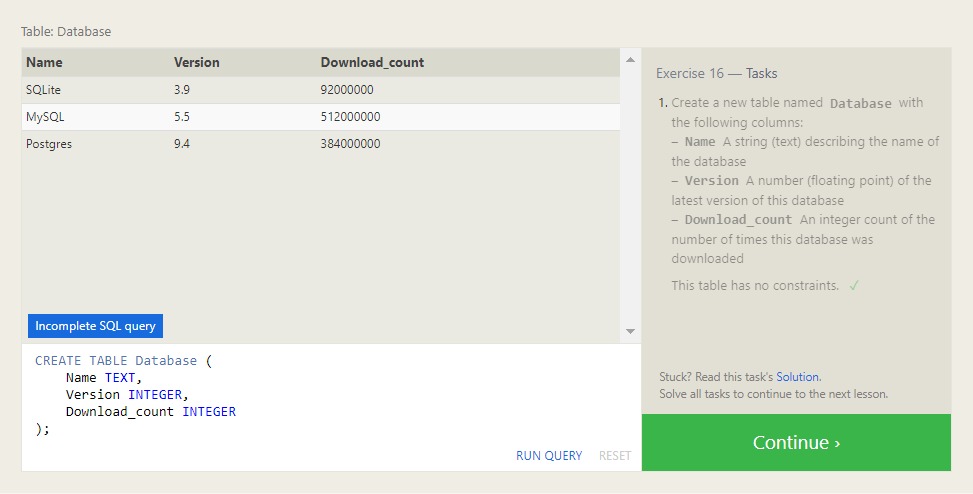 Table: Database
Name Version Download_count
SQLite 3.9 92000000
MySQL 5.5 512000000
Postgres 9.4 384000000
Incomplete SQL query
CREATE TABLE Database (
    Name TEXT,
    Version INTEGER,
    Download_count INTEGER
);
RUN QUERY RESET
Exercise 16 — Tasks
1. Create a new table named Database with
the following columns:
– Name A string (text) describing the name of
the database
– Version A number (floating point) of the
latest version of this database
– Download_count An integer count of the
number of times this database was
downloaded
This table has no constraints. ✓
Stuck? Read this task's Solution.
Solve all tasks to continue to the next lesson.
Continue ›